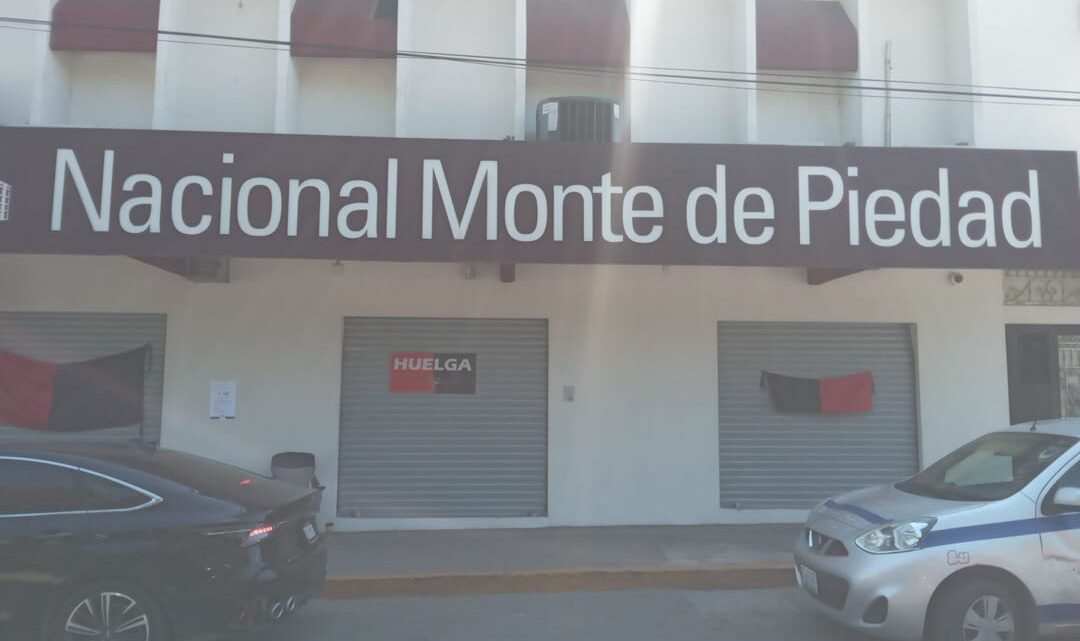 Nacional Monte de Piedad
HUELGA